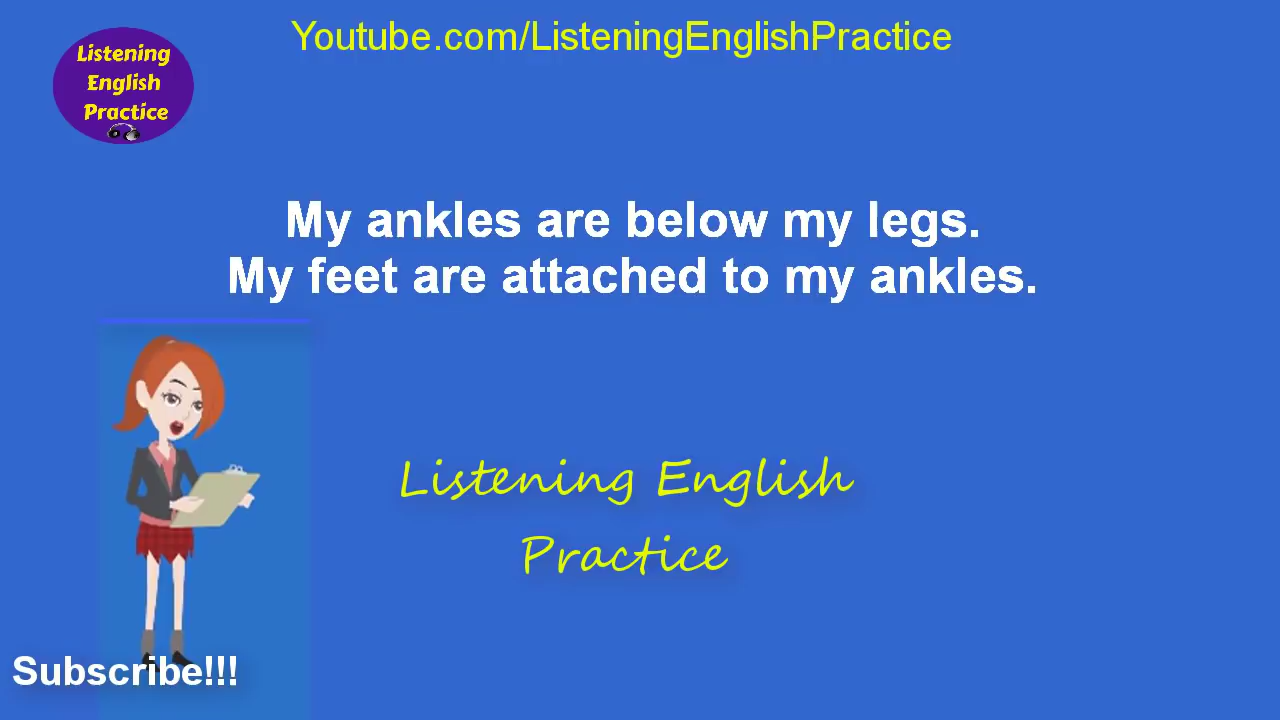 Youtube.com/ListeningEnglishPractice
Listening
English
Practice
My ankles are below my legs.
My feet are attached to my ankles.
Listening English
Practice
Subscribe!!!